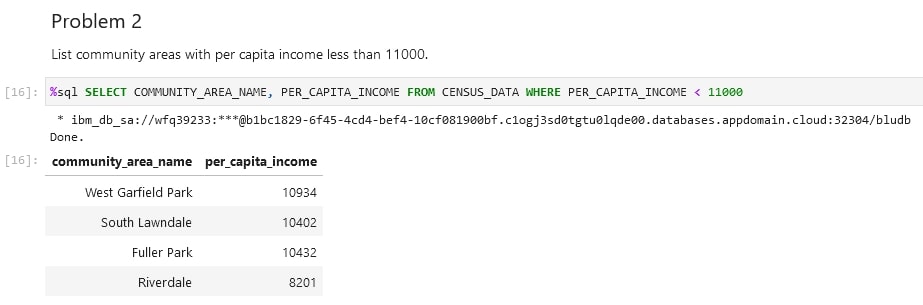 Problem 2
List community areas with per capita income less than 11000.
[16]: %sql SELECT COMMUNITY_AREA_NAME, PER_CAPITA_INCOME FROM CENSUS_DATA WHERE PER_CAPITA_INCOME < 11000
* ibm_db_sa://wfq39233:***@b1bc1829-6f45-4cd4-bef4-10cf081900bf.c1ogj3sd0tgtu0lqde00.databases.appdomain.cloud:32304/bludb
Done.
[16]: community_area_name per_capita_income
West Garfield Park 10934
South Lawndale 10402
Fuller Park 10432
Riverdale 8201